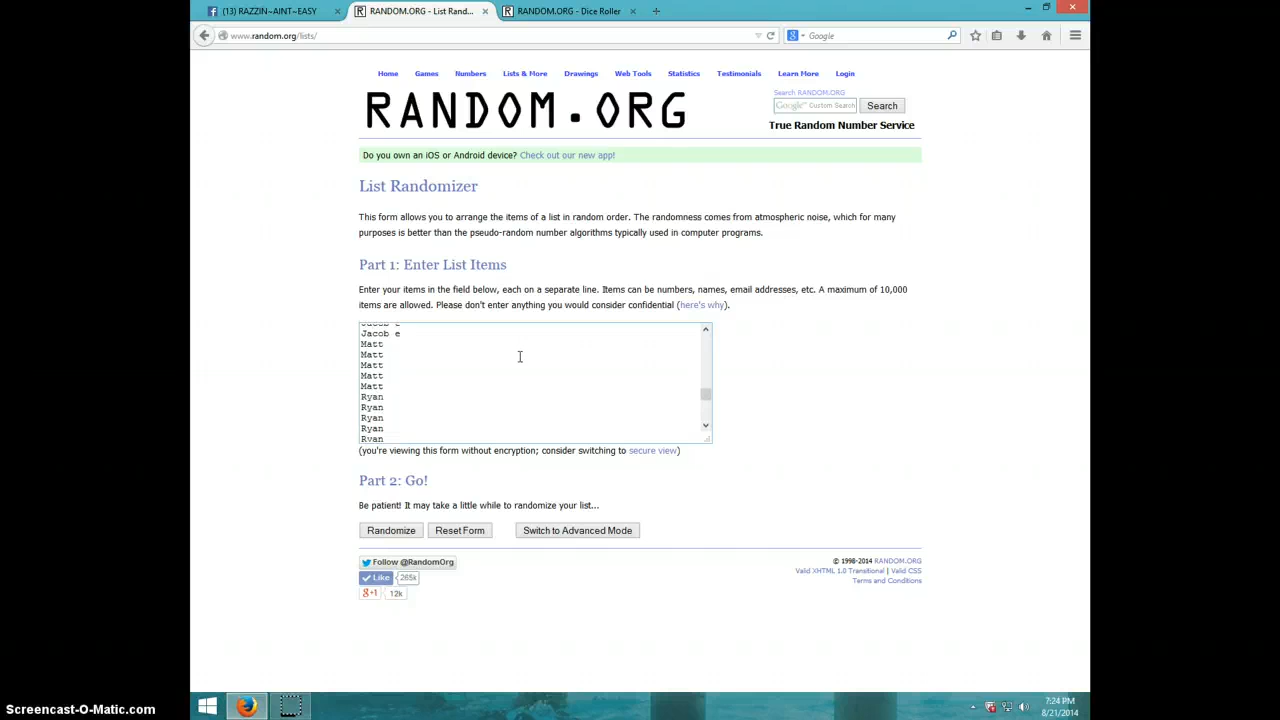 (13) RAZZIN~AINT~EASY
RANDOM.ORG - List Rand...
RANDOM.ORG - Dice Roller
www.random.org/lists/
Google
Home Games Numbers Lists & More Drawings Web Tools Statistics Testimonials Learn More Login
RANDOM.ORG
Search RANDOM.ORG
Google™ Custom Search
Search
True Random Number Service
Do you own an iOS or Android device? Check out our new app!
List Randomizer
This form allows you to arrange the items of a list in random order. The randomness comes from atmospheric noise, which for many
purposes is better than the pseudo-random number algorithms typically used in computer programs.
Part 1: Enter List Items
Enter your items in the field below, each on a separate line. Items can be numbers, names, email addresses, etc. A maximum of 10,000
items are allowed. Please don't enter anything you would consider confidential (here's why).
Jacob e
Jacob e
Matt
Matt
Matt
Matt
Matt
Ryan
Ryan
Ryan
Ryan
Ryan
(you're viewing this form without encryption; consider switching to secure view)
Part 2: Go!
Be patient! It may take a little while to randomize your list...
Randomize Reset Form Switch to Advanced Mode
Follow @RandomOrg
Like 265k
g+1 12k
© 1998-2014 RANDOM.ORG
Valid XHTML 1.0 Transitional | Valid CSS
Terms and Conditions
7:24 PM
8/21/2014
Screencast-O-Matic.com